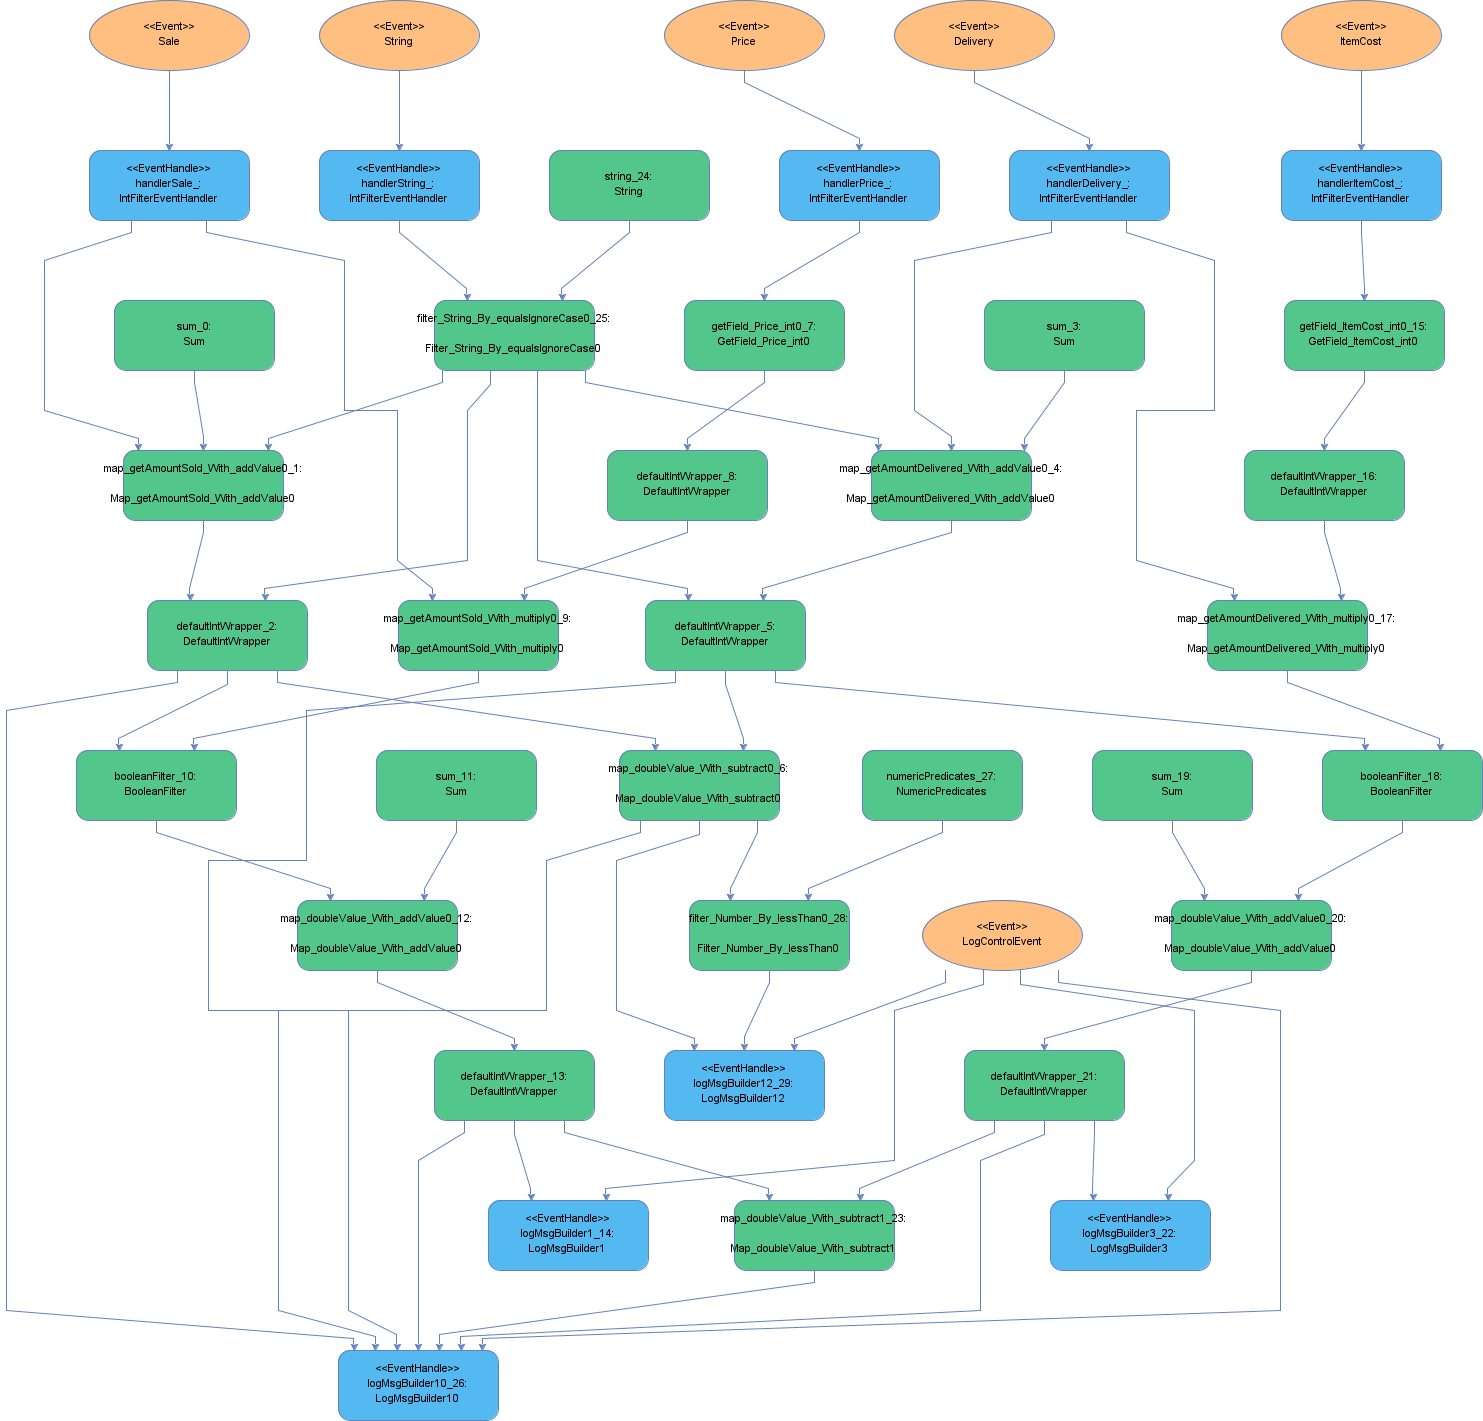 <<Event>>
Sale
<<Event>>
String
<<Event>>
Price
<<Event>>
Delivery
<<Event>>
ItemCost
<<EventHandle>>
handlerSale_:
IntFilterEventHandler
<<EventHandle>>
handlerString_:
IntFilterEventHandler
string_24:
String
<<EventHandle>>
handlerPrice_:
IntFilterEventHandler
<<EventHandle>>
handlerDelivery_:
IntFilterEventHandler
<<EventHandle>>
handlerItemCost_:
IntFilterEventHandler
sum_0:
Sum
filter_String_By_equalsIgnoreCase0_25:
Filter_String_By_equalsIgnoreCase0
getField_Price_int0_7:
GetField_Price_int0
sum_3:
Sum
getField_ItemCost_int0_15:
GetField_ItemCost_int0
map_getAmountSold_With_addValue0_1:
Map_getAmountSold_With_addValue0
defaultIntWrapper_8:
DefaultIntWrapper
map_getAmountDelivered_With_addValue0_4:
Map_getAmountDelivered_With_addValue0
defaultIntWrapper_16:
DefaultIntWrapper
defaultIntWrapper_2:
DefaultIntWrapper
map_getAmountSold_With_multiply0_9:
Map_getAmountSold_With_multiply0
defaultIntWrapper_5:
DefaultIntWrapper
map_getAmountDelivered_With_multiply0_17:
Map_getAmountDelivered_With_multiply0
booleanFilter_10:
BooleanFilter
sum_11:
Sum
map_doubleValue_With_subtract0_6:
Map_doubleValue_With_subtract0
numericPredicates_27:
NumericPredicates
sum_19:
Sum
booleanFilter_18:
BooleanFilter
map_doubleValue_With_addValue0_12:
Map_doubleValue_With_addValue0
filter_Number_By_lessThan0_28:
Filter_Number_By_lessThan0
<<Event>>
LogControlEvent
map_doubleValue_With_addValue0_20:
Map_doubleValue_With_addValue0
defaultIntWrapper_13:
DefaultIntWrapper
<<EventHandle>>
logMsgBuilder12_29:
LogMsgBuilder12
defaultIntWrapper_21:
DefaultIntWrapper
<<EventHandle>>
logMsgBuilder1_14:
LogMsgBuilder1
map_doubleValue_With_subtract1_23:
Map_doubleValue_With_subtract1
<<EventHandle>>
logMsgBuilder3_22:
LogMsgBuilder3
<<EventHandle>>
logMsgBuilder10_26:
LogMsgBuilder10